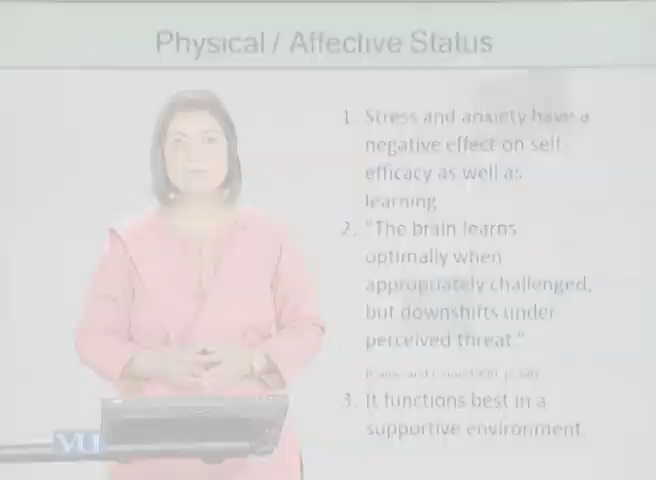 Physical / Affective Status
1. Stress and anxiety have a
negative effect on self-
efficacy as well as
learning
2. "The brain learns
optimally when
appropriately challenged,
but downshifts under
perceived threat."
3. It functions best in a
supportive environment.
VU